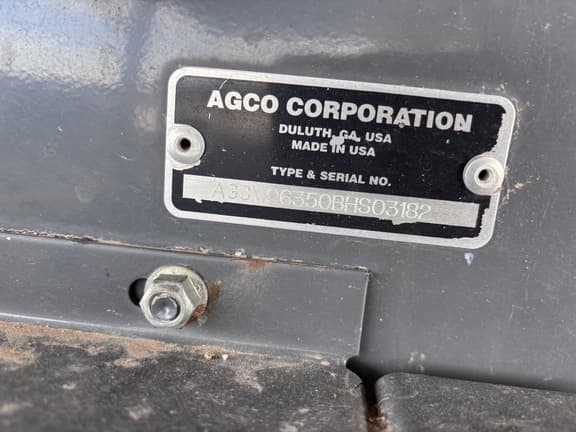 AGCO CORPORATION
DULUTH, GA, USA
MADE IN USA
TYPE & SERIAL NO.